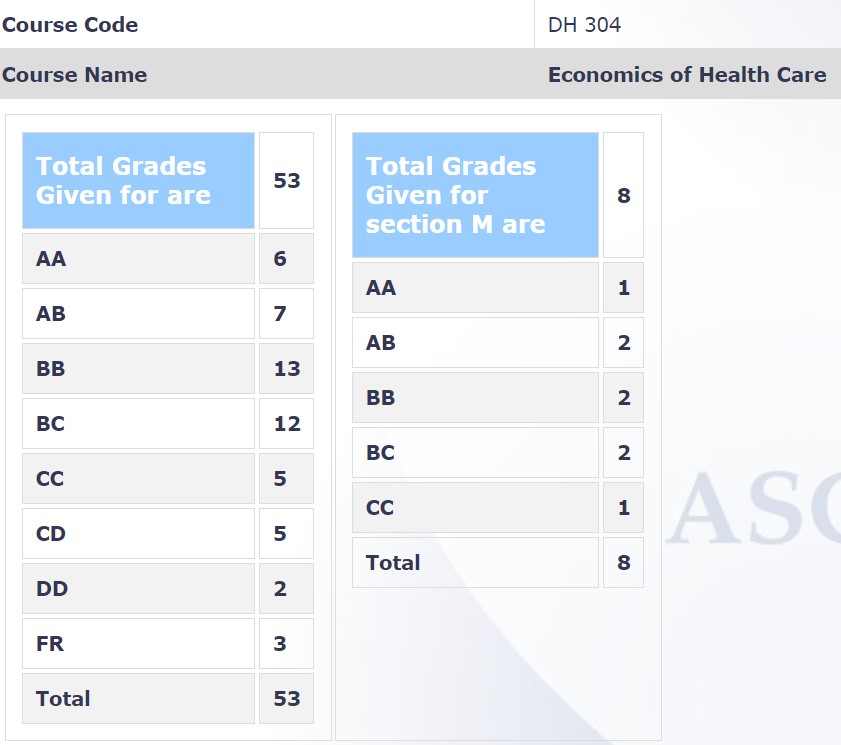 Course Code DH 304
Course Name Economics of Health Care
Total Grades
Given for are 53
AA 6
AB 7
BB 13
BC 12
CC 5
CD 5
DD 2
FR 3
Total 53
Total Grades
Given for
section M are 8
AA 1
AB 2
BB 2
BC 2
CC 1
Total 8